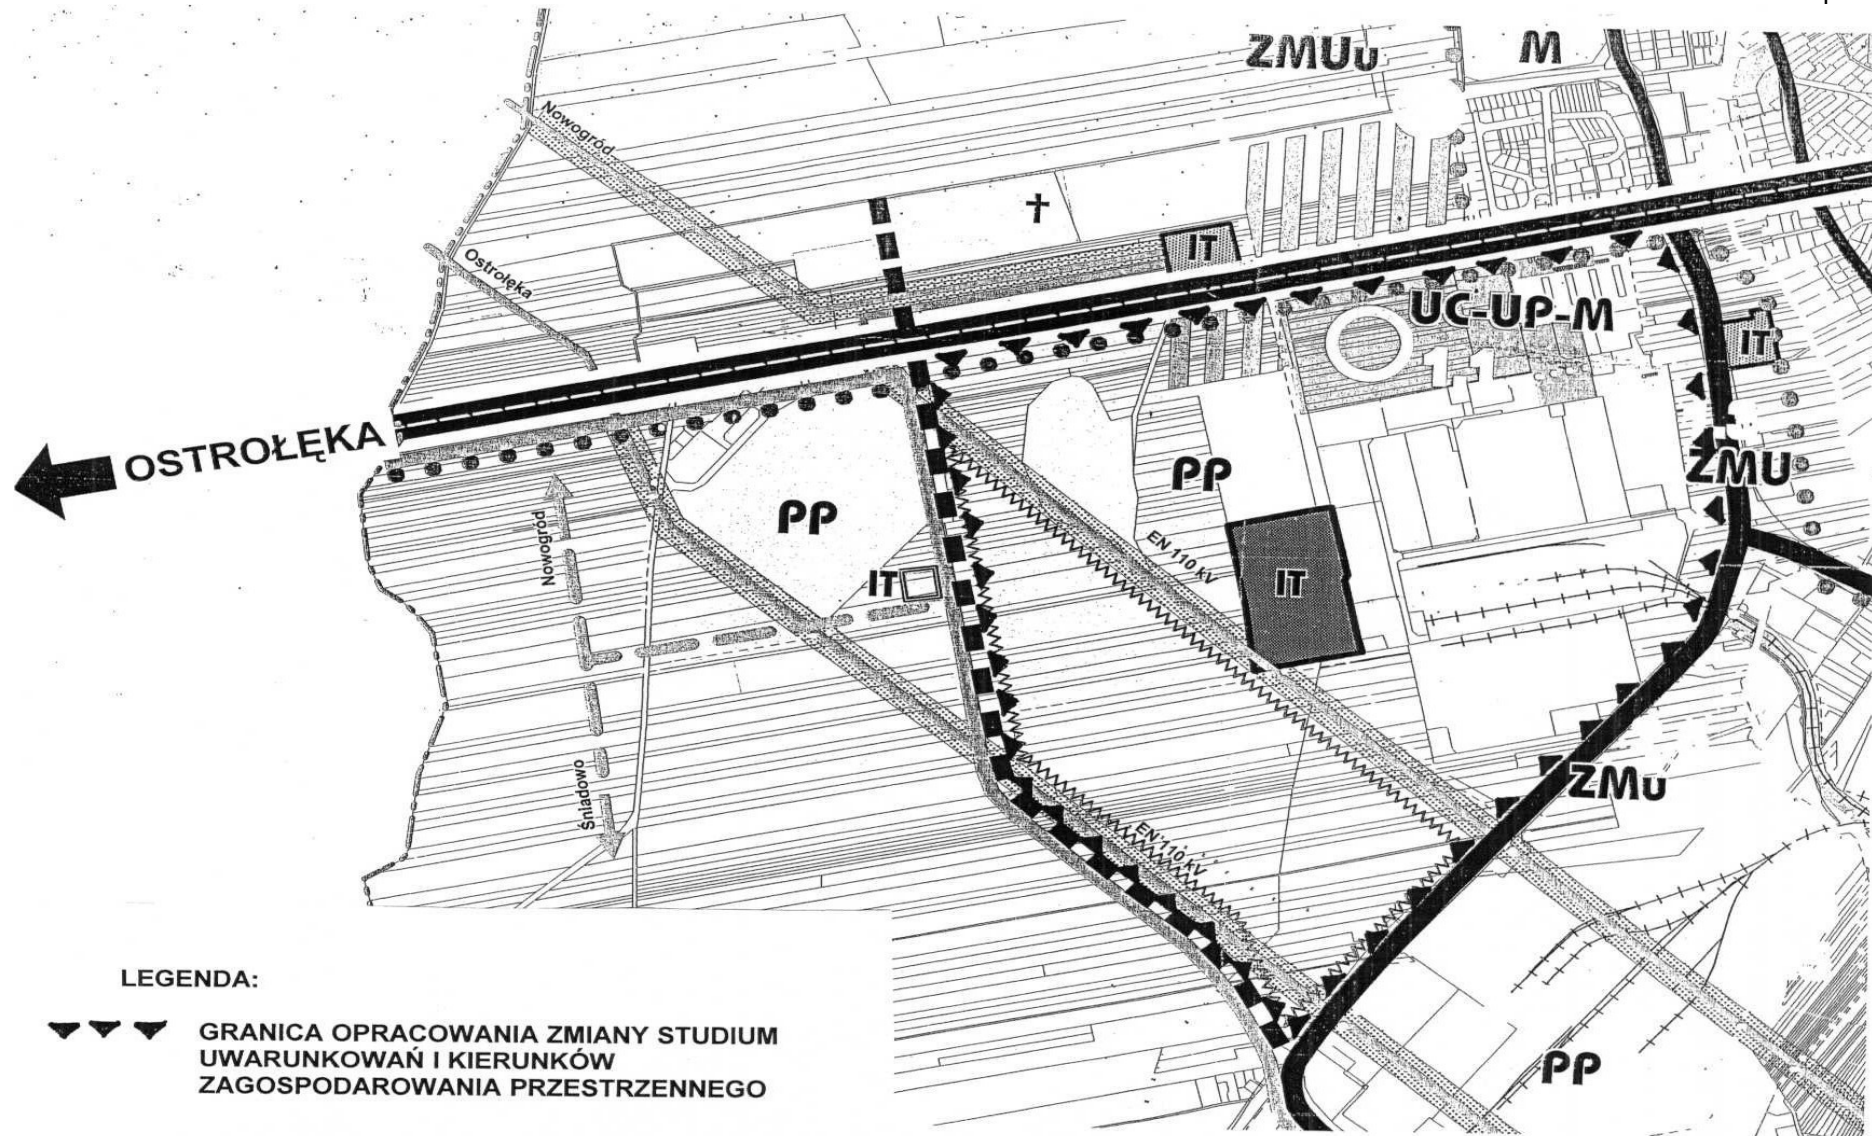 ZMUu
M
Nowogród
IT
Ostrołęka
UC-UP-M
IT
11
OSTROŁĘKA
ZMU
PP
PP
Nowogród
EN 110 kV
IT
IT
Śniadowo
ZMu
EN 110 kV
LEGENDA:
GRANICA OPRACOWANIA ZMIANY STUDIUM
UWARUNKOWAŃ I KIERUNKÓW
ZAGOSPODAROWANIA PRZESTRZENNEGO
PP